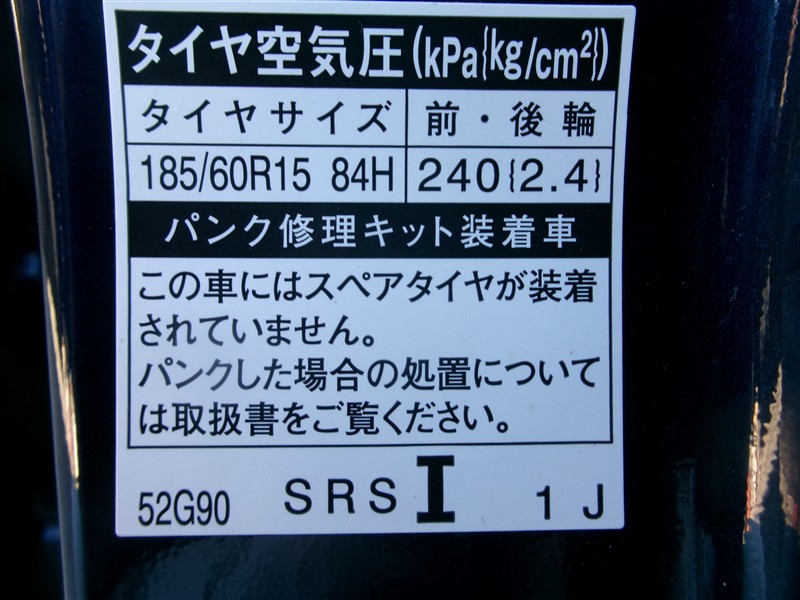 タイヤ空気圧(kPa{kg/cm²})
タイヤサイズ 前・後輪
185/60R15 84H 240{2.4}
パンク修理キット装着車
この車にはスペアタイヤが装着
されていません。
パンクした場合の処置について
は取扱書をご覧ください。
52G90 SRS I 1J